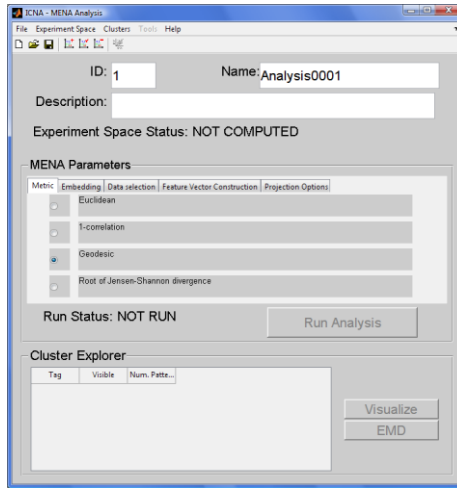 ICNA - MENA Analysis
File Experiment Space Clusters Tools Help
ID: 1 Name: Analysis0001
Description:
Experiment Space Status: NOT COMPUTED
MENA Parameters
Metric Embedding Data selection Feature Vector Construction Projection Options
Euclidean
1-correlation
Geodesic
Root of Jensen-Shannon divergence
Run Status: NOT RUN Run Analysis
Cluster Explorer
Tag Visible Num. Patte...
Visualize
EMD